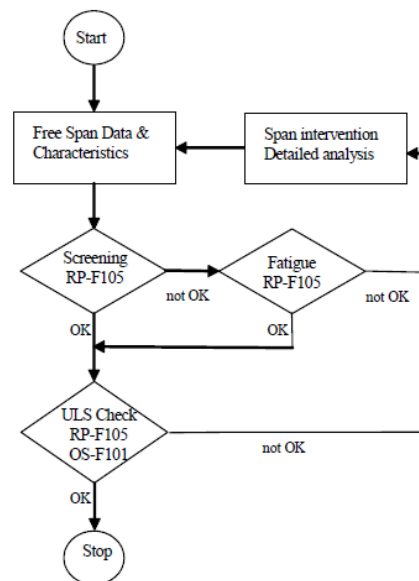 Start
Free Span Data &
Characteristics
Span intervention
Detailed analysis
Screening
RP-F105
not OK
Fatigue
RP-F105
not OK
OK
OK
ULS Check
RP-F105
OS-F101
not OK
OK
Stop